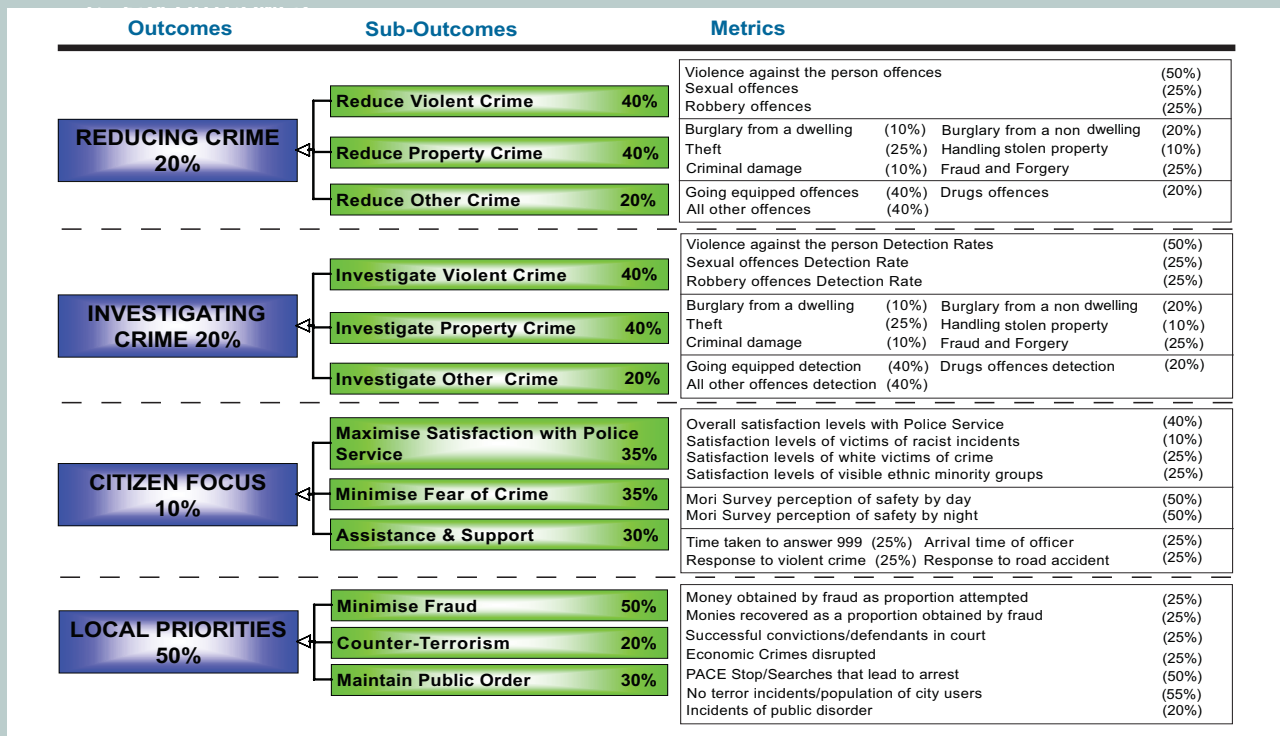 Outcomes Sub-Outcomes Metrics
REDUCING CRIME
20%
Reduce Violent Crime 40%
Violence against the person offences (50%)
Sexual offences (25%)
Robbery offences (25%)
Reduce Property Crime 40%
Burglary from a dwelling (10%) Burglary from a non dwelling (20%)
Theft (25%) Handling stolen property (10%)
Criminal damage (10%) Fraud and Forgery (25%)
Reduce Other Crime 20%
Going equipped offences (40%) Drugs offences (20%)
All other offences (40%)
INVESTIGATING
CRIME 20%
Investigate Violent Crime 40%
Violence against the person Detection Rates (50%)
Sexual offences Detection Rate (25%)
Robbery offences Detection Rate (25%)
Investigate Property Crime 40%
Burglary from a dwelling (10%) Burglary from a non dwelling (20%)
Theft (25%) Handling stolen property (10%)
Criminal damage (10%) Fraud and Forgery (25%)
Investigate Other Crime 20%
Going equipped detection (40%) Drugs offences detection (20%)
All other offences detection (40%)
CITIZEN FOCUS
10%
Maximise Satisfaction with Police
Service 35%
Overall satisfaction levels with Police Service (40%)
Satisfaction levels of victims of racist incidents (10%)
Satisfaction levels of white victims of crime (25%)
Satisfaction levels of visible ethnic minority groups (25%)
Minimise Fear of Crime 35%
Mori Survey perception of safety by day (50%)
Mori Survey perception of safety by night (50%)
Assistance & Support 30%
Time taken to answer 999 (25%) Arrival time of officer (25%)
Response to violent crime (25%) Response to road accident (25%)
LOCAL PRIORITIES
50%
Minimise Fraud 50%
Counter-Terrorism 20%
Maintain Public Order 30%
Money obtained by fraud as proportion attempted (25%)
Monies recovered as a proportion obtained by fraud (25%)
Successful convictions/defendants in court (25%)
Economic Crimes disrupted (25%)
PACE Stop/Searches that lead to arrest (50%)
No terror incidents/population of city users (55%)
Incidents of public disorder (20%)